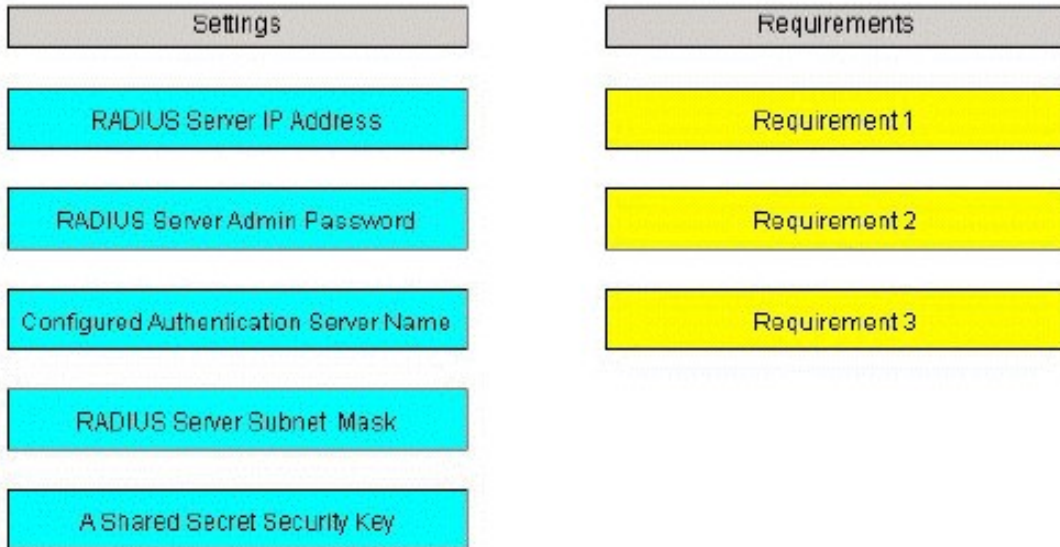 Settings
Requirements
RADIUS Server IP Address
Requirement 1
RADIUS Server Admin Password
Requirement 2
Configured Authentication Server Name
Requirement 3
RADIUS Server Subnet Mask
A Shared Secret Security Key